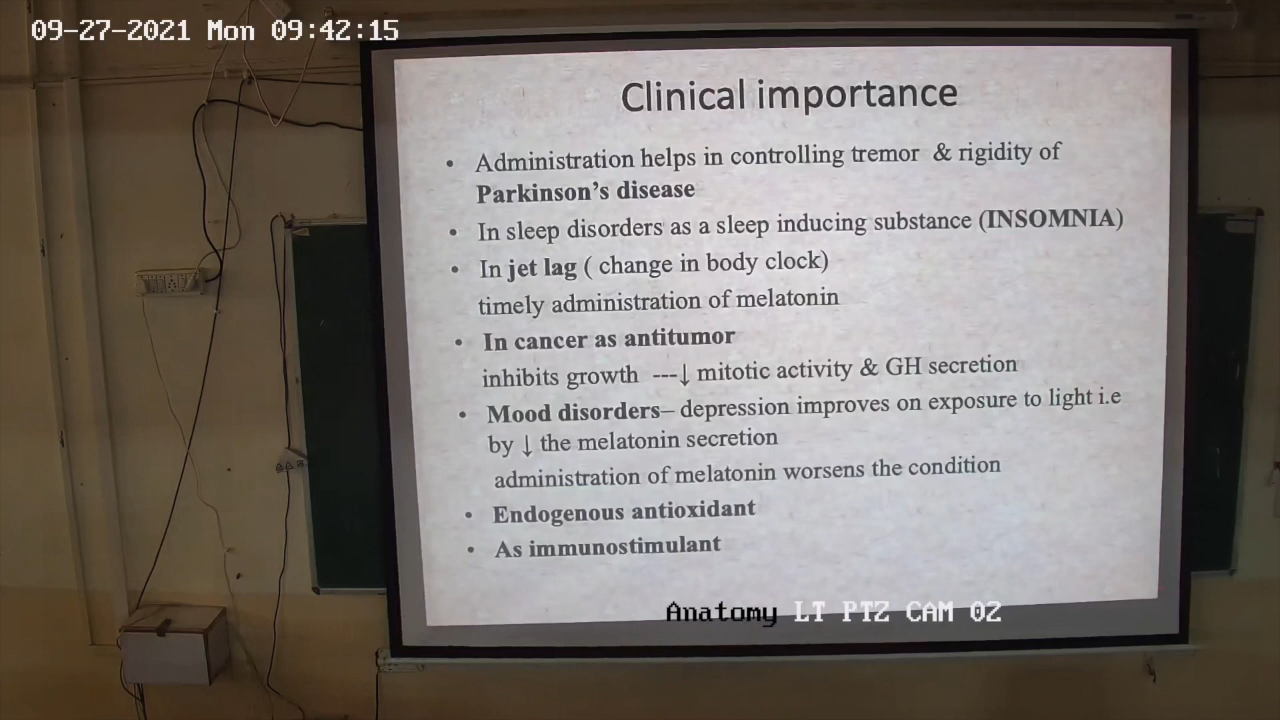 09-27-2021 Mon 09:42:15
Clinical importance
• Administration helps in controlling tremor & rigidity of
Parkinson's disease
• In sleep disorders as a sleep inducing substance (INSOMNIA)
• In jet lag ( change in body clock)
timely administration of melatonin
• In cancer as antitumor
inhibits growth ---↓ mitotic activity & GH secretion
• Mood disorders– depression improves on exposure to light i.e
by ↓ the melatonin secretion
administration of melatonin worsens the condition
• Endogenous antioxidant
• As immunostimulant
Anatomy LT PTZ CAM 02